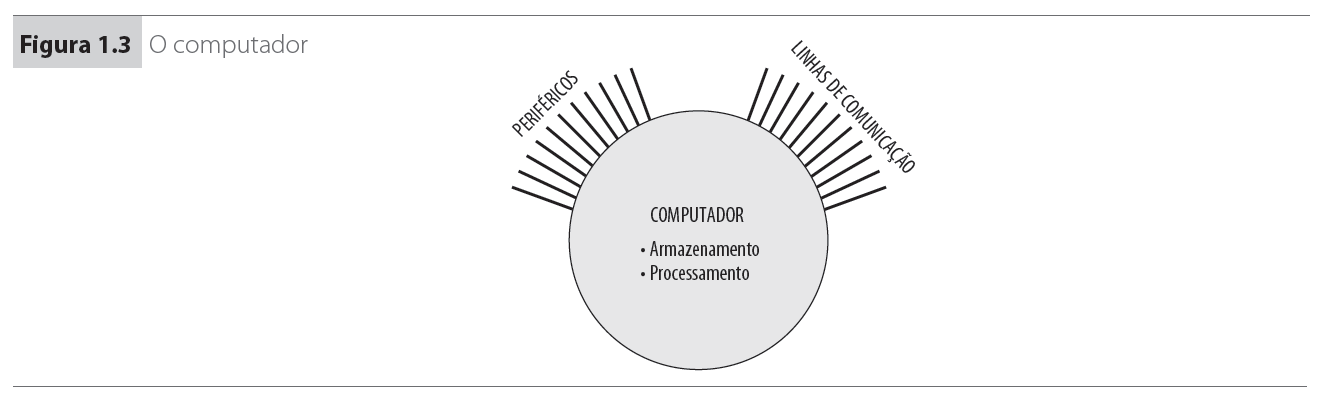 Figura 1.3 O computador
PERIFÉRICOS
LINHAS DE COMUNICAÇÃO
COMPUTADOR
• Armazenamento
• Processamento